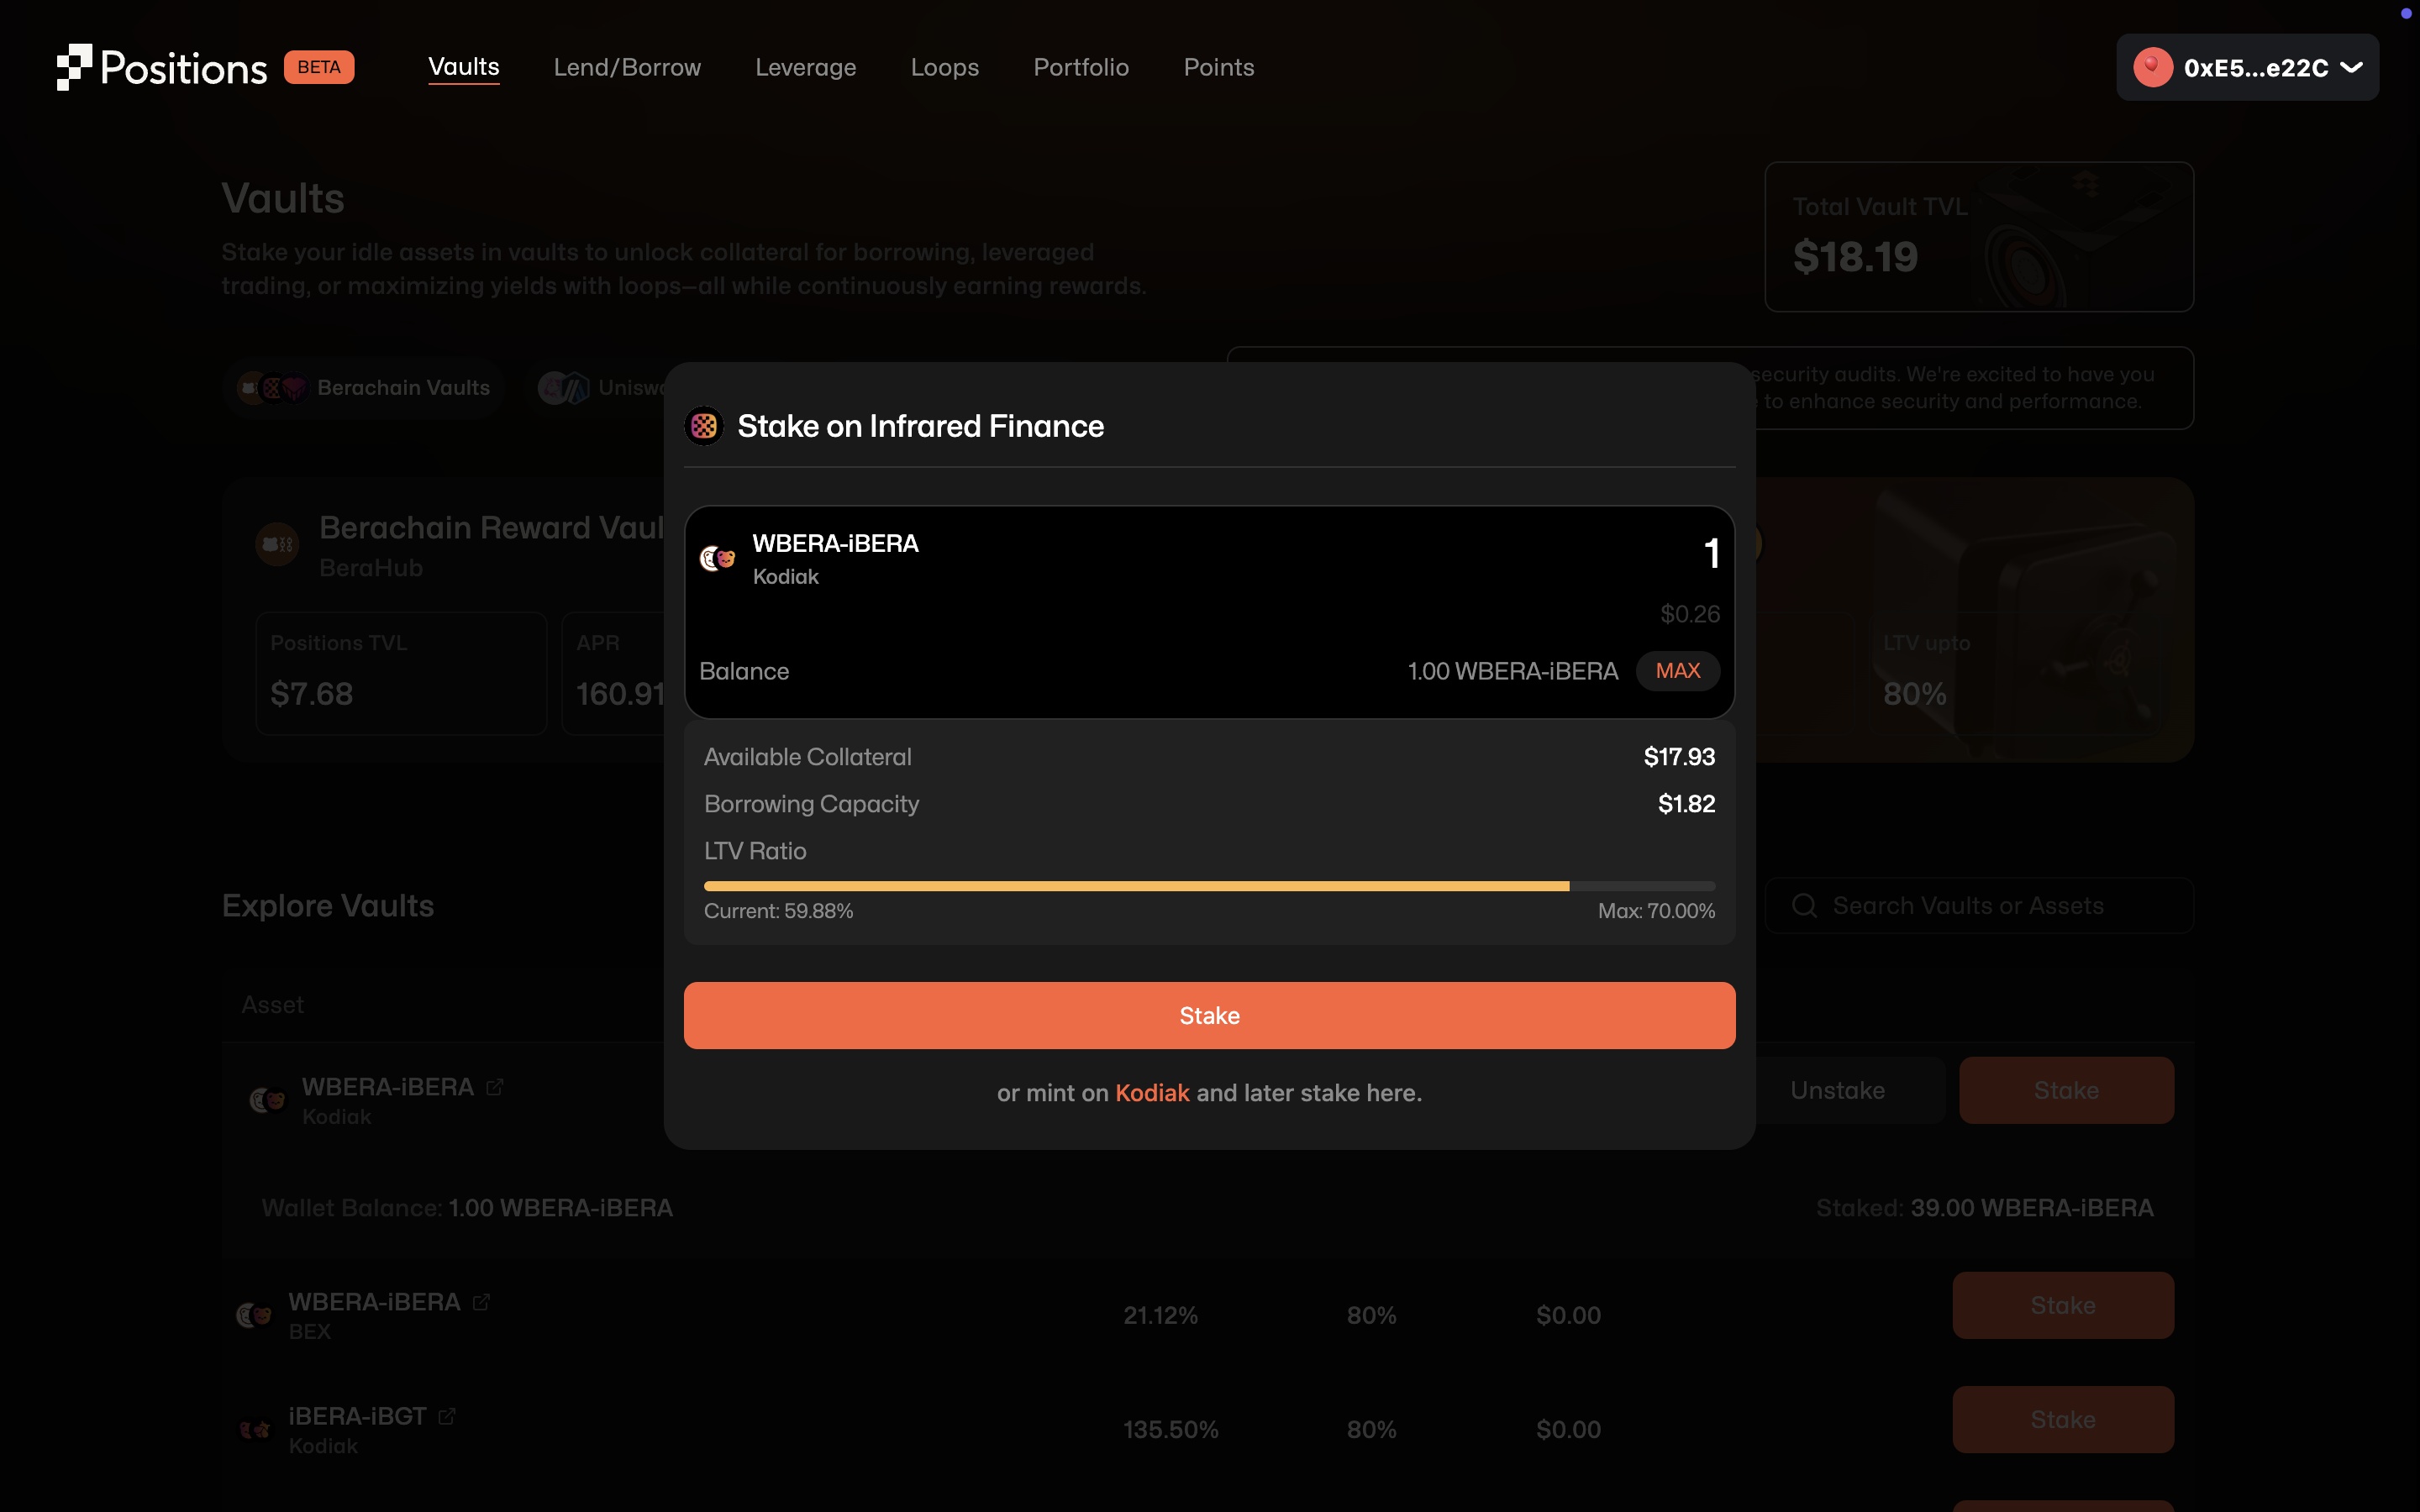 Positions BETA Vaults Lend/Borrow Leverage Loops Portfolio Points 0xE5...e22C
Vaults
Stake your idle assets in vaults to unlock collateral for borrowing, leveraged
trading, or maximizing yields with loops—all while continuously earning rewards.
Total Vault TVL
$18.19
Berachain Vaults Uniswa
security audits. We're excited to have you
to enhance security and performance.
Stake on Infrared Finance
Berachain Reward Vaul
BeraHub
Positions TVL
$7.68
APR
160.91
LTV upto
80%
WBERA-iBERA
Kodiak
1
$0.26
Balance 1.00 WBERA-iBERA MAX
Available Collateral $17.93
Borrowing Capacity $1.82
LTV Ratio
Current: 59.88% Max: 70.00%
Stake
or mint on Kodiak and later stake here.
Explore Vaults
Search Vaults or Assets
Asset
WBERA-iBERA
Kodiak
Unstake Stake
Wallet Balance: 1.00 WBERA-iBERA Staked: 39.00 WBERA-iBERA
WBERA-iBERA
BEX
21.12% 80% $0.00 Stake
iBERA-iBGT
Kodiak
135.50% 80% $0.00 Stake